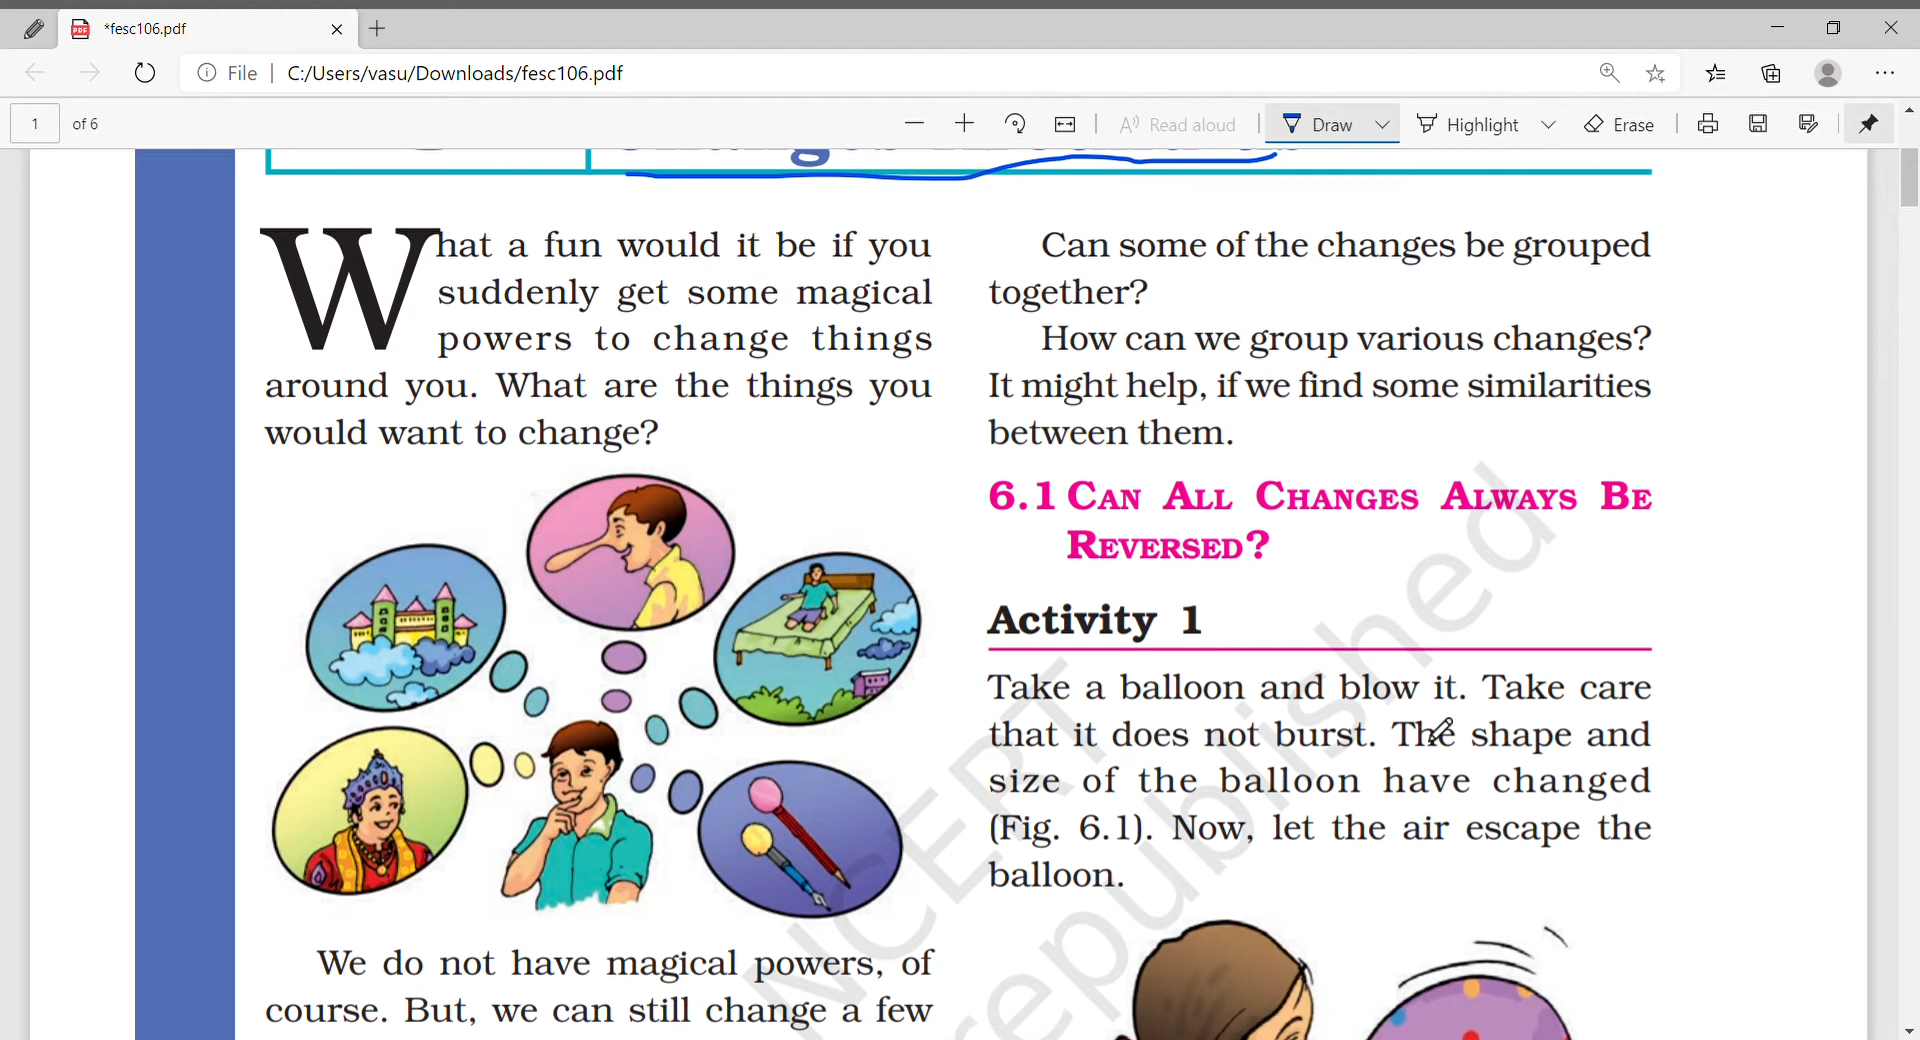 *fesc106.pdf
File
C:/Users/vasu/Downloads/fesc106.pdf
1
of 6
Read aloud
Draw
Highlight
Erase
What a fun would it be if you
suddenly get some magical
powers to change things
around you. What are the things you
would want to change?
We do not have magical powers, of
course. But, we can still change a few
Can some of the changes be grouped
together?
How can we group various changes?
It might help, if we find some similarities
between them.
6.1 CAN ALL CHANGES ALWAYS BE
REVERSED?
Activity 1
Take a balloon and blow it. Take care
that it does not burst. The shape and
size of the balloon have changed
(Fig. 6.1). Now, let the air escape the
balloon.
NCERT
republished